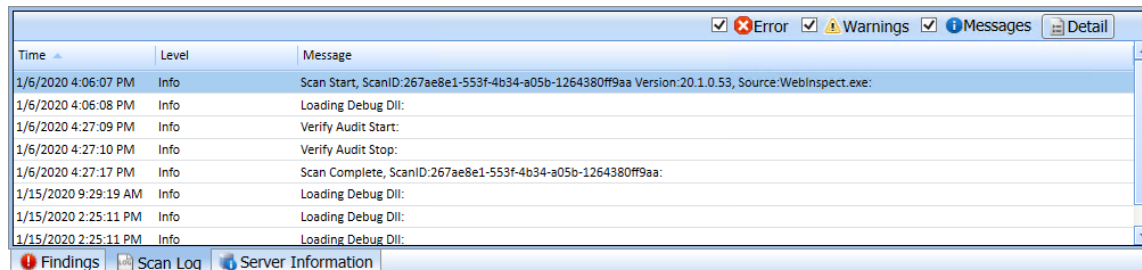 Error Warnings Messages Detail
Time Level Message
1/6/2020 4:06:07 PM Info Scan Start, ScanID:267ae8e1-553f-4b34-a05b-1264380ff9aa Version:20.1.0.53, Source:WebInspect.exe:
1/6/2020 4:06:08 PM Info Loading Debug Dll:
1/6/2020 4:27:09 PM Info Verify Audit Start:
1/6/2020 4:27:10 PM Info Verify Audit Stop:
1/6/2020 4:27:17 PM Info Scan Complete, ScanID:267ae8e1-553f-4b34-a05b-1264380ff9aa:
1/15/2020 9:29:19 AM Info Loading Debug Dll:
1/15/2020 2:25:11 PM Info Loading Debug Dll:
1/15/2020 2:25:11 PM Info Loading Debug Dll:
Findings Scan Log Server Information